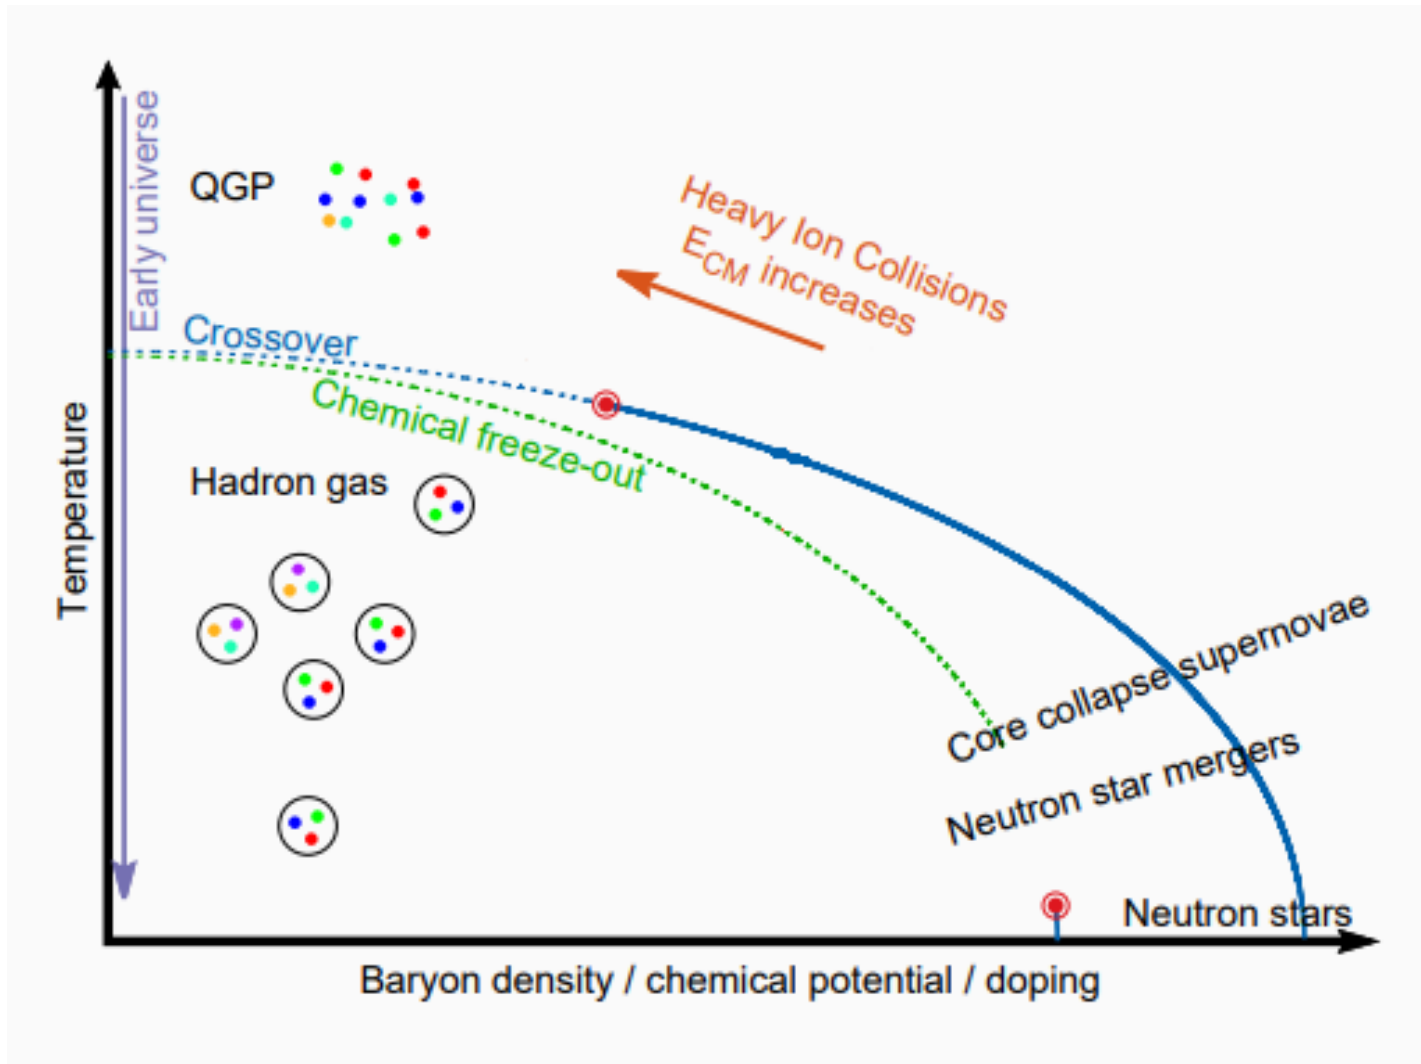 Early universe
QGP
Heavy Ion Collisions
E_CM increases
Crossover
Chemical freeze-out
Hadron gas
Temperature
Core collapse supernovae
Neutron star mergers
Neutron stars
Baryon density / chemical potential / doping